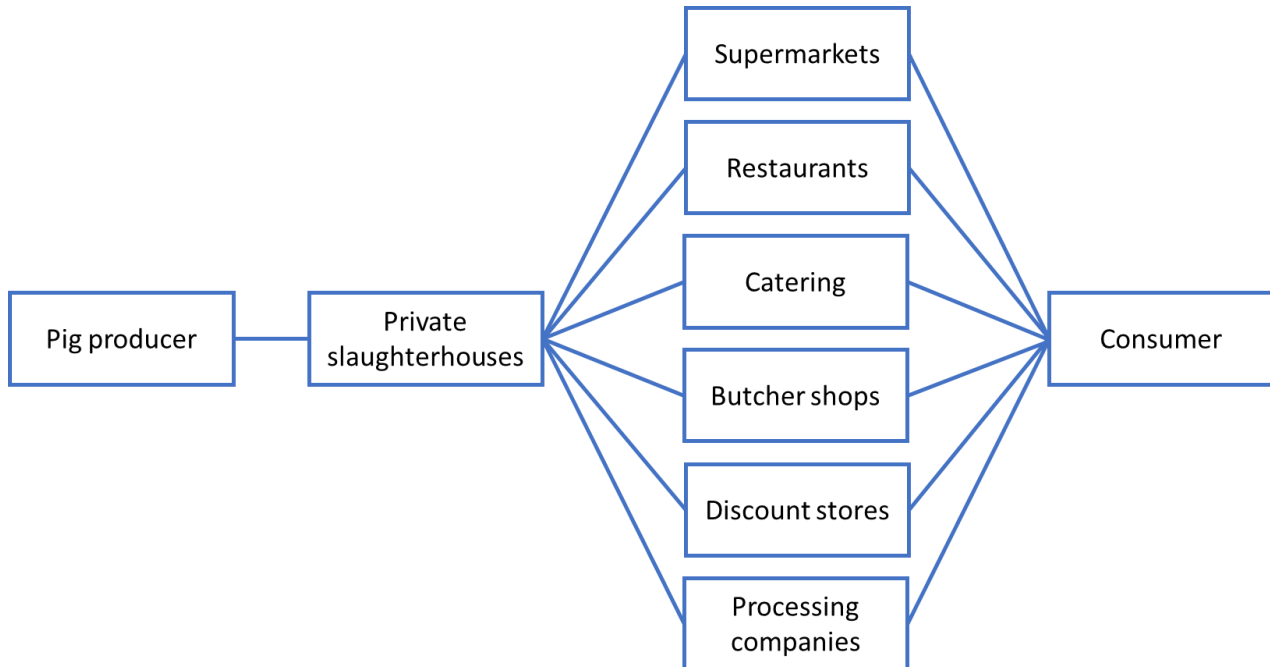 Supermarkets
Restaurants
Catering
Pig producer
Private
slaughterhouses
Consumer
Butcher shops
Discount stores
Processing
companies